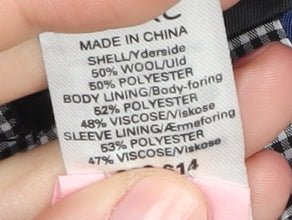 MADE IN CHINA
SHELL/Yderside
50% WOOL/Uld
50% POLYESTER
BODY LINING/Body-foring
52% POLYESTER
48% VISCOSE/Viskose
SLEEVE LINING/Ærmeforing
53% POLYESTER
47% VISCOSE/Viskose